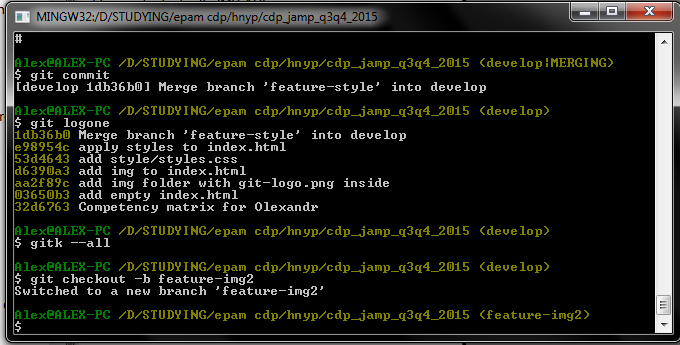 MINGW32:/D/STUDYING/epam cdp/hnyp/cdp_jamp_q3q4_2015
#
Alex@ALEX-PC /D/STUDYING/epam cdp/hnyp/cdp_jamp_q3q4_2015 (develop|MERGING)
$ git commit
[develop 1db36b0] Merge branch 'feature-style' into develop
Alex@ALEX-PC /D/STUDYING/epam cdp/hnyp/cdp_jamp_q3q4_2015 (develop)
$ git logone
1db36b0 Merge branch 'feature-style' into develop
e98954c apply styles to index.html
53d4643 add style/styles.css
d6390a3 add img to index.html
aa2f89c add img folder with git-logo.png inside
03650b3 add empty index.html
32d6763 Competency matrix for Olexandr
Alex@ALEX-PC /D/STUDYING/epam cdp/hnyp/cdp_jamp_q3q4_2015 (develop)
$ gitk --all
Alex@ALEX-PC /D/STUDYING/epam cdp/hnyp/cdp_jamp_q3q4_2015 (develop)
$ git checkout -b feature-img2
Switched to a new branch 'feature-img2'
Alex@ALEX-PC /D/STUDYING/epam cdp/hnyp/cdp_jamp_q3q4_2015 (feature-img2)
$